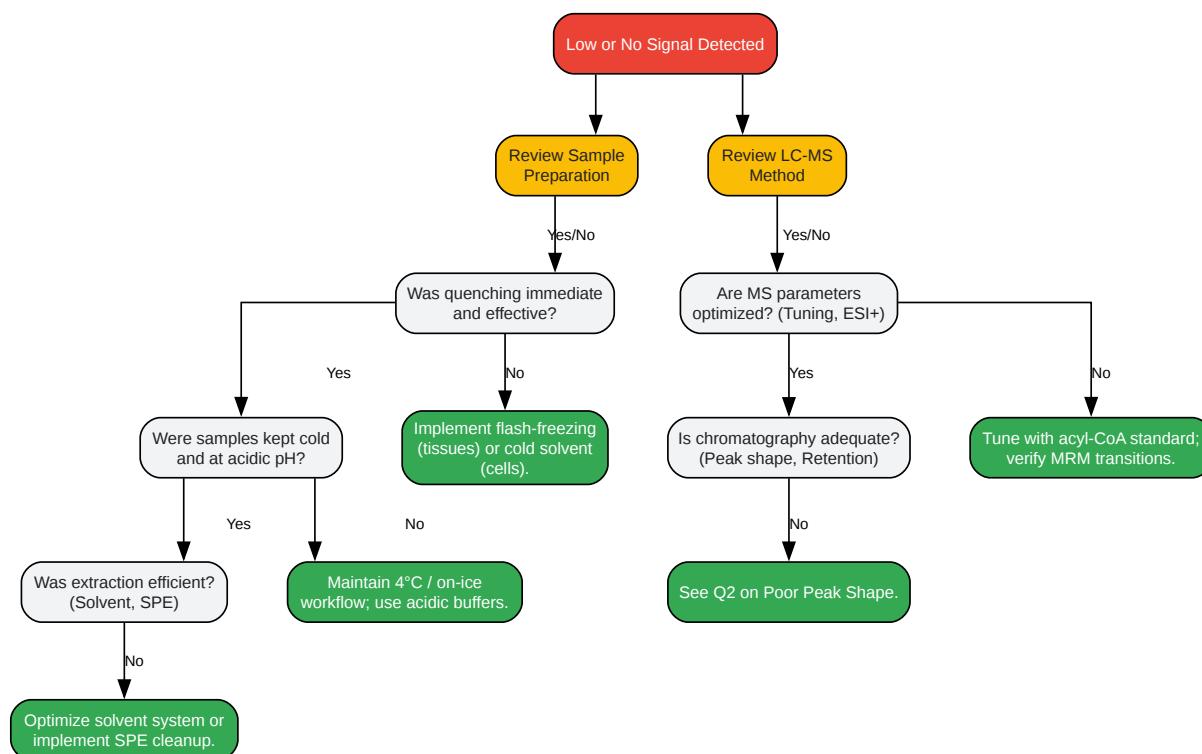 Low or No Signal Detected
Review Sample
Preparation
Review LC-MS
Method
Yes/No
Yes/No
Was quenching immediate
and effective?
Are MS parameters
optimized? (Tuning, ESI+)
Yes
No
Yes
No
Were samples kept cold
and at acidic pH?
Implement flash-freezing
(tissues) or cold solvent
(cells).
Is chromatography adequate?
(Peak shape, Retention)
Tune with acyl-CoA standard;
verify MRM transitions.
Yes
No
No
Was extraction efficient?
(Solvent, SPE)
Maintain 4°C / on-ice
workflow; use acidic buffers.
See Q2 on Poor Peak Shape.
No
Optimize solvent system or
implement SPE cleanup.